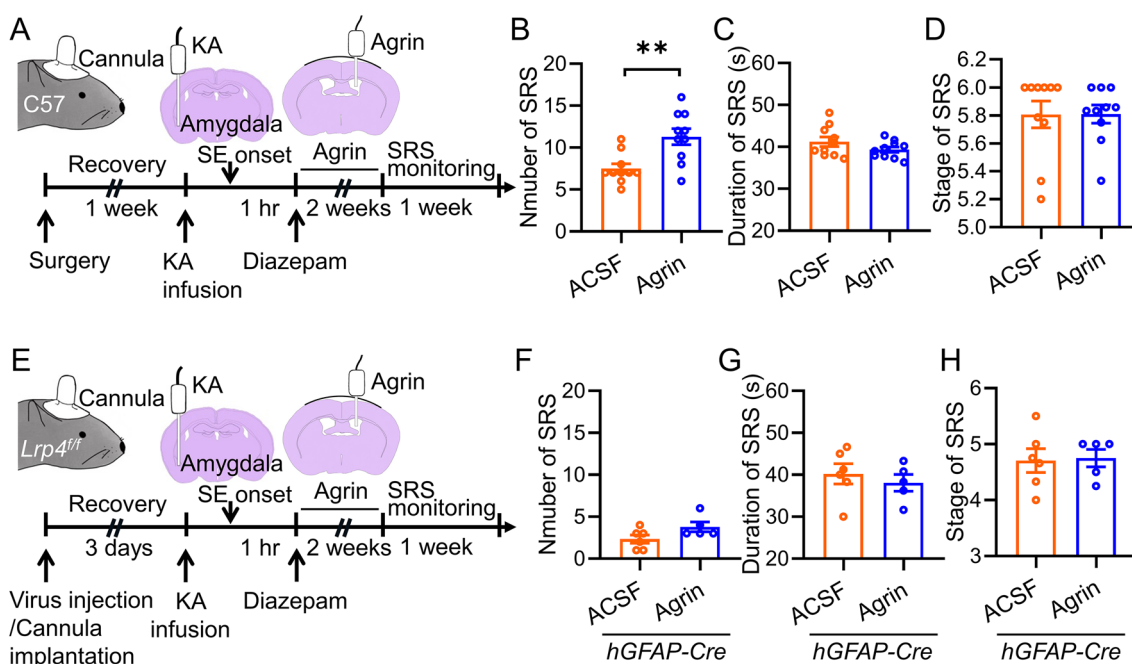 A
Cannula
C57
KA
Amygdala
SE onset
Agrin
Recovery
Agrin
SRS
monitoring
1 week
1 hr
2 weeks
1 week
Surgery
KA
infusion
Diazepam
B
**
Nmuber of SRS
20
15
10
5
0
ACSF
Agrin
C
Duration of SRS (s)
60
50
40
30
20
ACSF
Agrin
D
Stage of SRS
6.2
6.0
5.8
5.6
5.4
5.2
5.0
ACSF
Agrin
E
Cannula
Lrp4f/f
KA
Amygdala
SE onset
Agrin
Recovery
Agrin
SRS
monitoring
3 days
1 hr
2 weeks
1 week
Virus injection
/Cannula
implantation
KA
infusion
Diazepam
F
Nmuber of SRS
20
15
10
5
0
ACSF
Agrin
hGFAP-Cre
G
Duration of SRS (s)
60
50
40
30
20
ACSF
Agrin
hGFAP-Cre
H
Stage of SRS
6
5
4
3
ACSF
Agrin
hGFAP-Cre